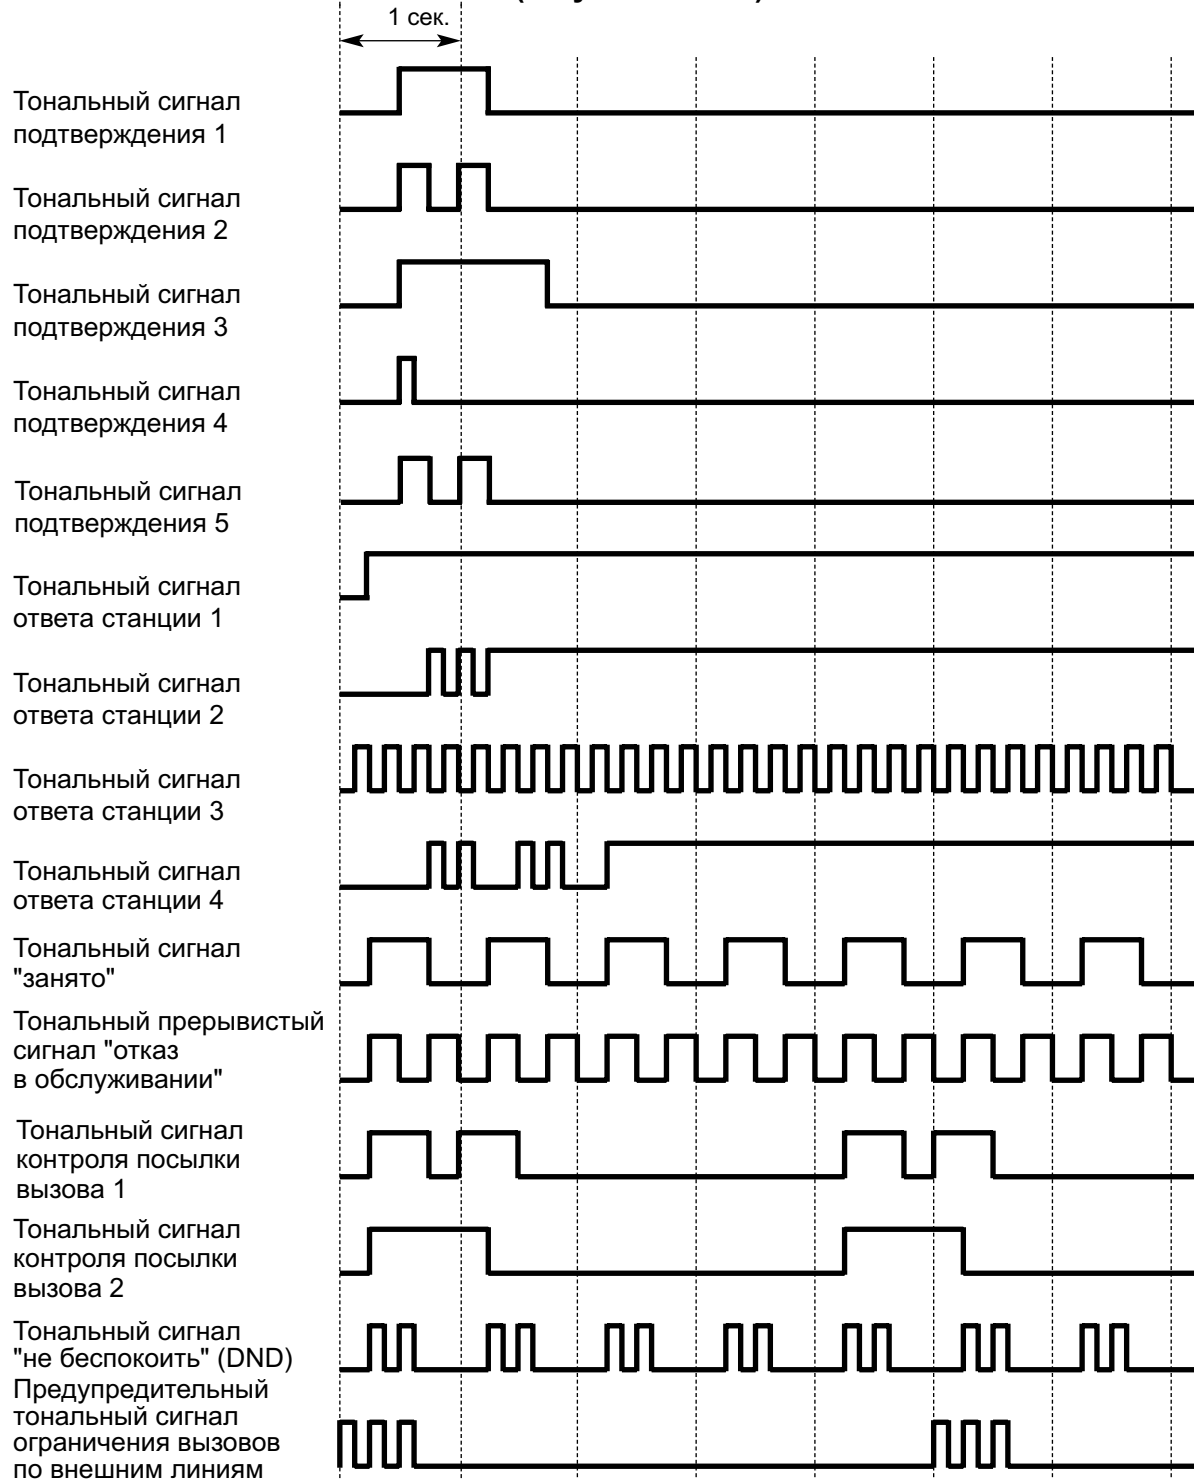 1 сек.
Тональный сигнал
подтверждения 1
Тональный сигнал
подтверждения 2
Тональный сигнал
подтверждения 3
Тональный сигнал
подтверждения 4
Тональный сигнал
подтверждения 5
Тональный сигнал
ответа станции 1
Тональный сигнал
ответа станции 2
Тональный сигнал
ответа станции 3
Тональный сигнал
ответа станции 4
Тональный сигнал
"занято"
Тональный прерывистый
сигнал "отказ
в обслуживании"
Тональный сигнал
контроля посылки
вызова 1
Тональный сигнал
контроля посылки
вызова 2
Тональный сигнал
"не беспокоить" (DND)
Предупредительный
тональный сигнал
ограничения вызовов
по внешним линиям